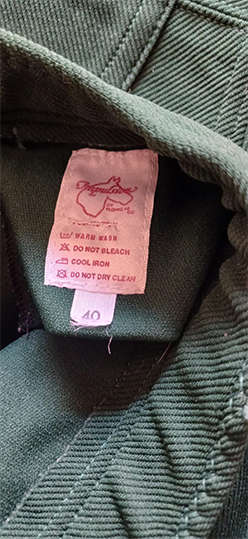 WARM WASH
DO NOT BLEACH
COOL IRON
DO NOT DRY CLEAN
40